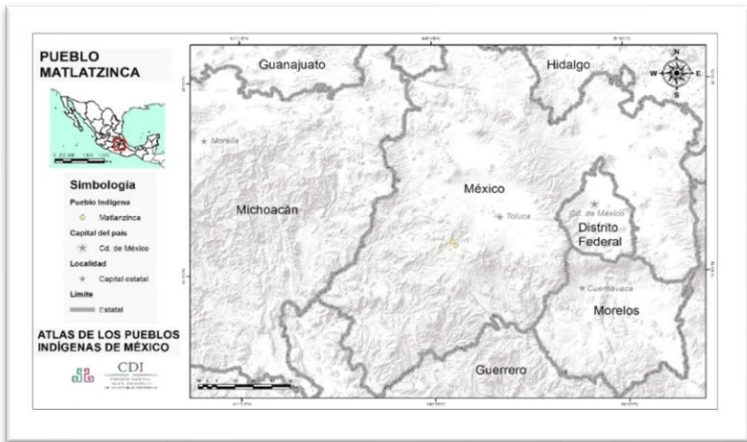 PUEBLO
MATLATZINCA
Simbología
Pueblo Indígena
Matlanzinca
Capital del país
Cd. de México
Localidad
Capital estatal
Límite
Estatal
ATLAS DE LOS PUEBLOS
INDÍGENAS DE MÉXICO
CDI
Guanajuato
Hidalgo
N
W
E
S
Morelia
México
Michoacán
Toluca
Cd. de México
Distrito
Federal
Cuernavaca
Morelos
Guerrero